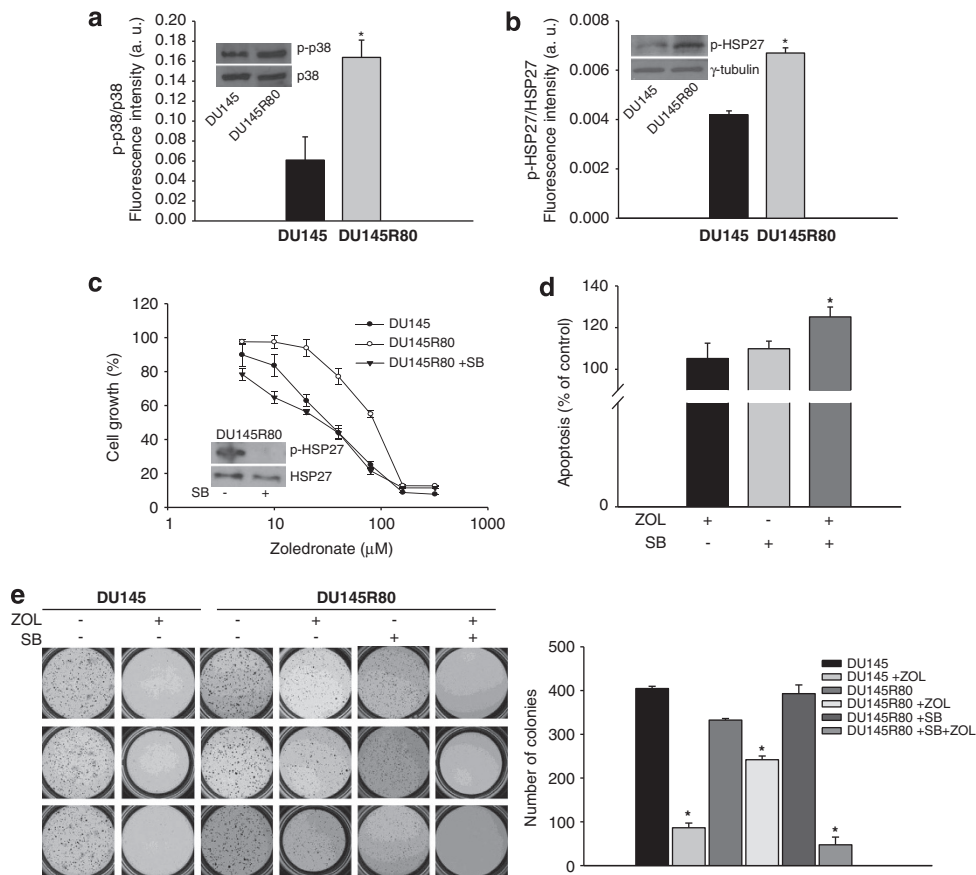 a
0.20
0.18
0.16
0.14
0.12
0.10
0.08
0.06
0.04
0.02
0.00
p-p38/p38
Fluorescence intensity (a. u.)
p-p38
p38
DU145
DU145R80
*
DU145 DU145R80
b
0.008
0.006
0.004
0.002
0.000
p-HSP27/HSP27
Fluorescence intensity (a. u.)
p-HSP27
γ-tubulin
DU145
DU145R80
*
DU145 DU145R80
c
120
100
80
60
40
20
0
Cell growth (%)
DU145
DU145R80
DU145R80 +SB
DU145R80
p-HSP27
HSP27
SB - +
1 10 100 1000
Zoledronate (μM)
d
140
120
100
0
Apoptosis (% of control)
*
ZOL + - +
SB - + +
e
DU145 DU145R80
ZOL - + - + - +
SB - - - - + +
500
400
300
200
100
0
Number of colonies
DU145
DU145 +ZOL
DU145R80
DU145R80 +ZOL
DU145R80 +SB
DU145R80 +SB+ZOL
*
*
*